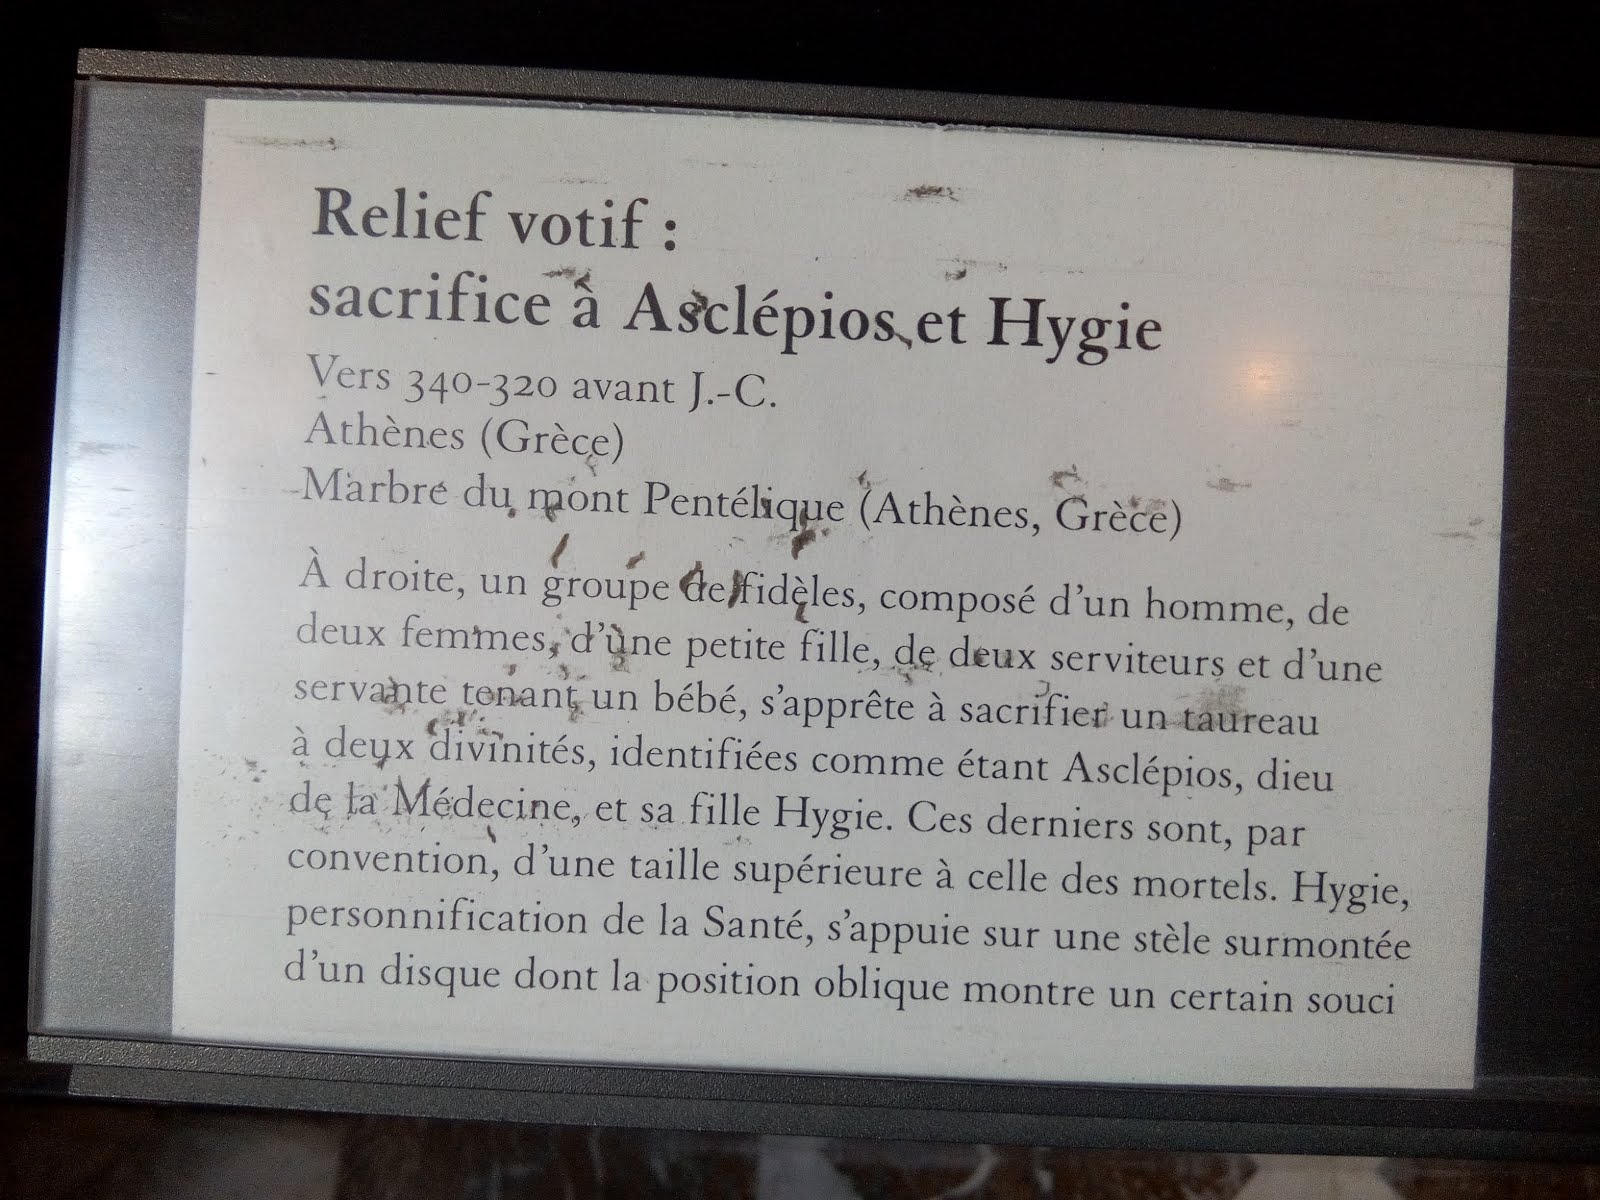 Relief votif :
sacrifice à Asclépios et Hygie
Vers 340-320 avant J.-C.
Athènes (Grèce)
Marbre du mont Pentélique (Athènes, Grèce)
À droite, un groupe de fidèles, composé d'un homme, de
deux femmes, d'une petite fille, de deux serviteurs et d'une
servante tenant un bébé, s'apprête à sacrifier un taureau
à deux divinités, identifiées comme étant Asclépios, dieu
de la Médecine, et sa fille Hygie. Ces derniers sont, par
convention, d'une taille supérieure à celle des mortels. Hygie,
personnification de la Santé, s'appuie sur une stèle surmontée
d'un disque dont la position oblique montre un certain souci